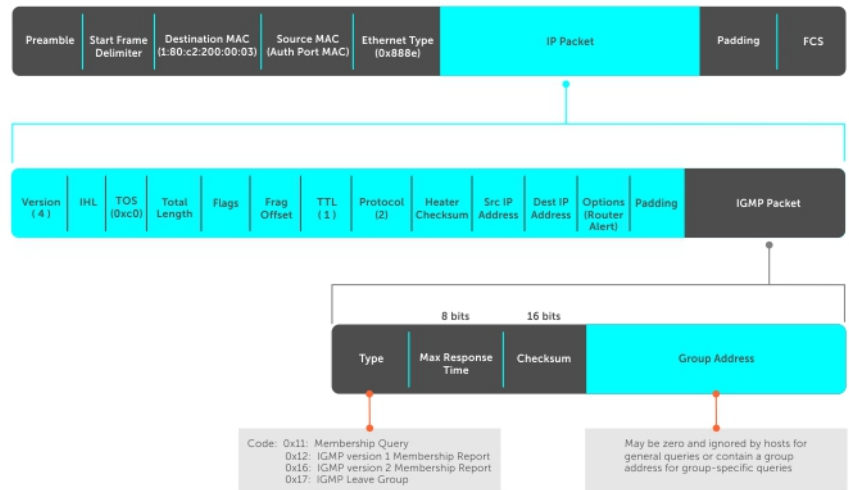 Preamble
Start Frame
Delimiter
Destination MAC
(1:80:c2:200:00:03)
Source MAC
(Auth Port MAC)
Ethernet Type
(0x888e)
IP Packet
Padding
FCS
Version
( 4 )
IHL
TOS
(0xc0)
Total
Length
Flags
Frag
Offset
TTL
( 1 )
Protocol
(2)
Heater
Checksum
Src IP
Address
Dest IP
Address
Options
(Router
Alert)
Padding
IGMP Packet
8 bits
16 bits
Type
Max Response
Time
Checksum
Group Address
Code: 0x11: Membership Query
0x12: IGMP version 1 Membership Report
0x16: IGMP version 2 Membership Report
0x17: IGMP Leave Group
May be zero and ignored by hosts for
general queries or contain a group
address for group-specific queries